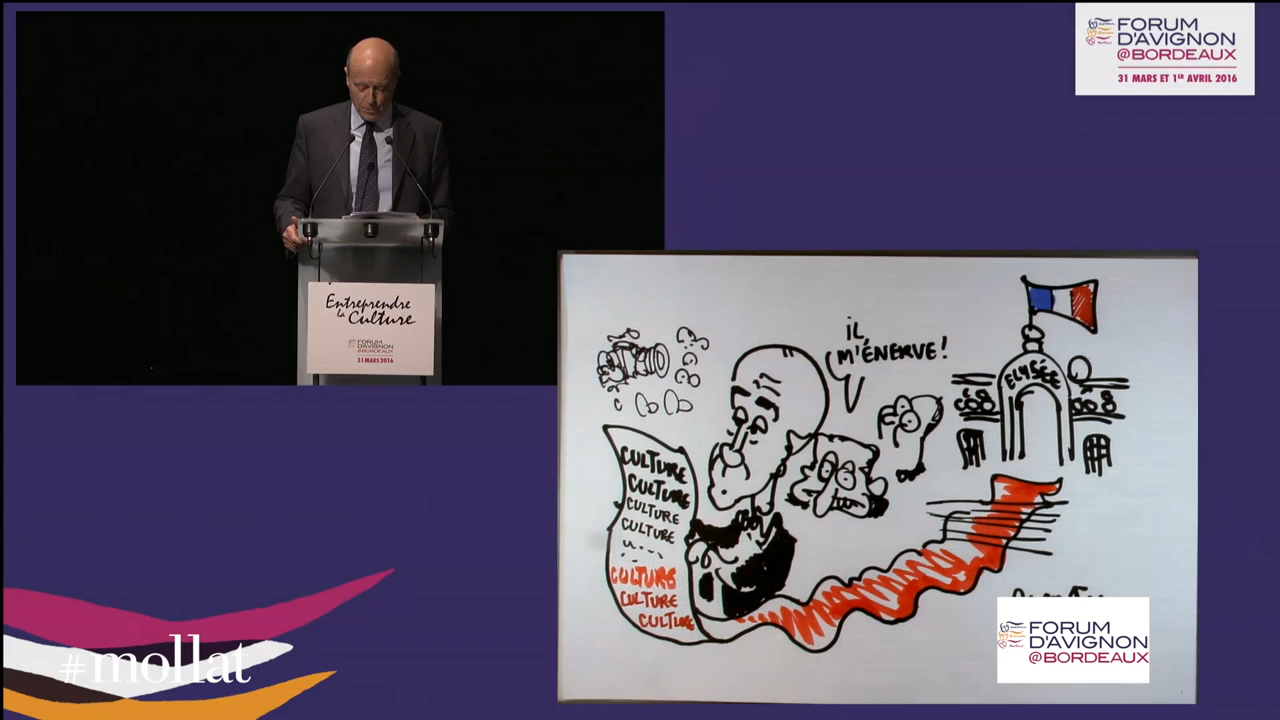 FORUM
D'AVIGNON
@BORDEAUX
31 MARS ET 1ER AVRIL 2016
Entreprendre
la Culture
FORUM
D'AVIGNON
@BORDEAUX
31 MARS 2016
IL
M'ÉNERVE!
ELYSÉE
CULTURE
CULTURE
CULTURE
CULTURE
CULTURE
CULTURE
CULTURE
FORUM
D'AVIGNON
@BORDEAUX
#mollat